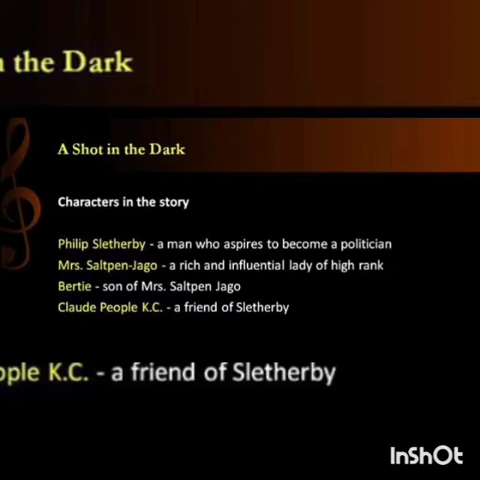 n the Dark
A Shot in the Dark
Characters in the story
Philip Sletherby - a man who aspires to become a politician
Mrs. Saltpen-Jago - a rich and influential lady of high rank
Bertie - son of Mrs. Saltpen Jago
Claude People K.C. - a friend of Sletherby
ople K.C. - a friend of Sletherby
InShOt